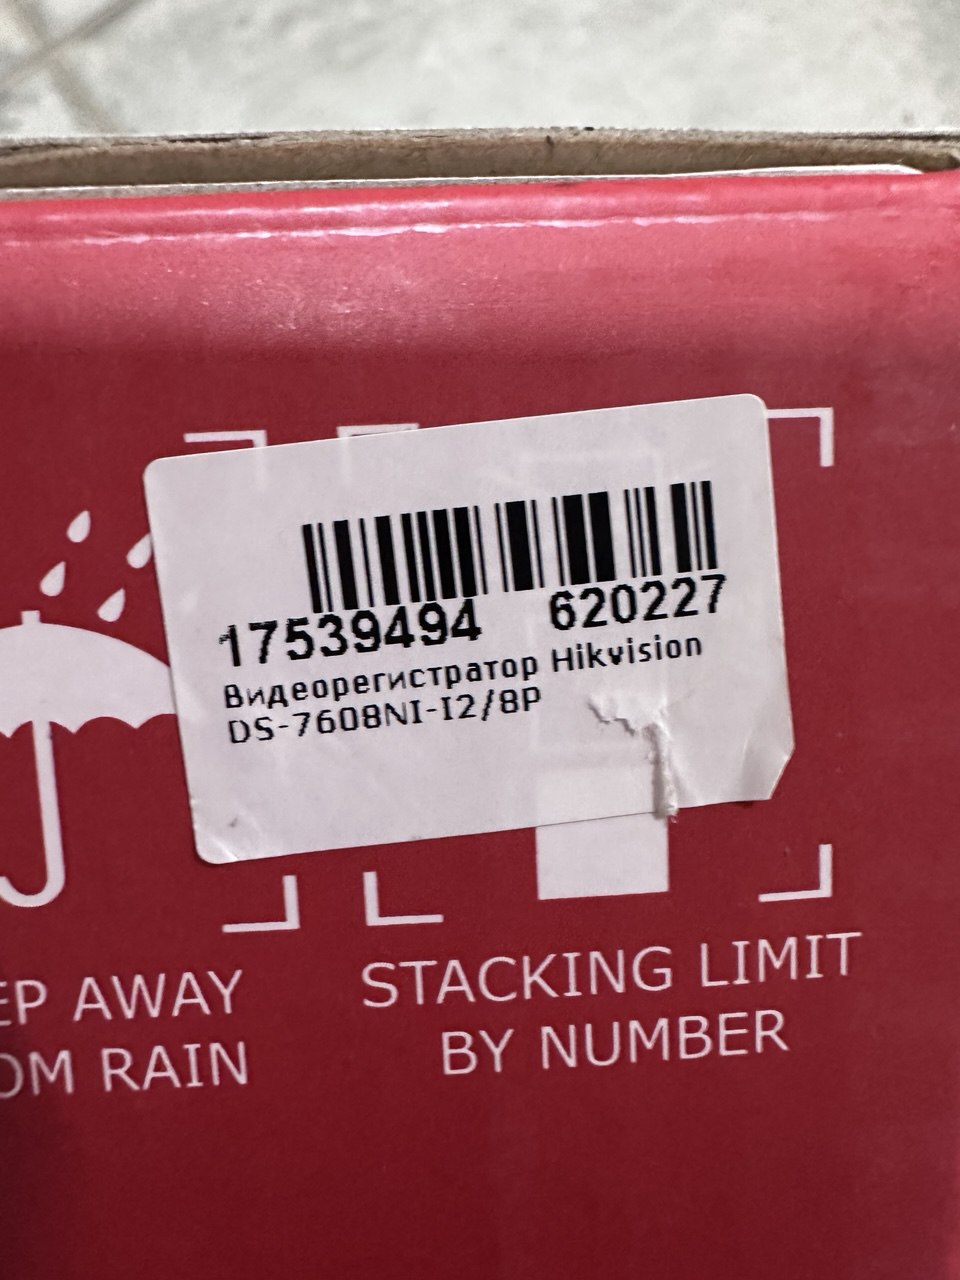 17539494 620227
Видеорегистратор Hikvision
DS-7608NI-I2/8P
EP AWAY
OM RAIN
STACKING LIMIT
BY NUMBER